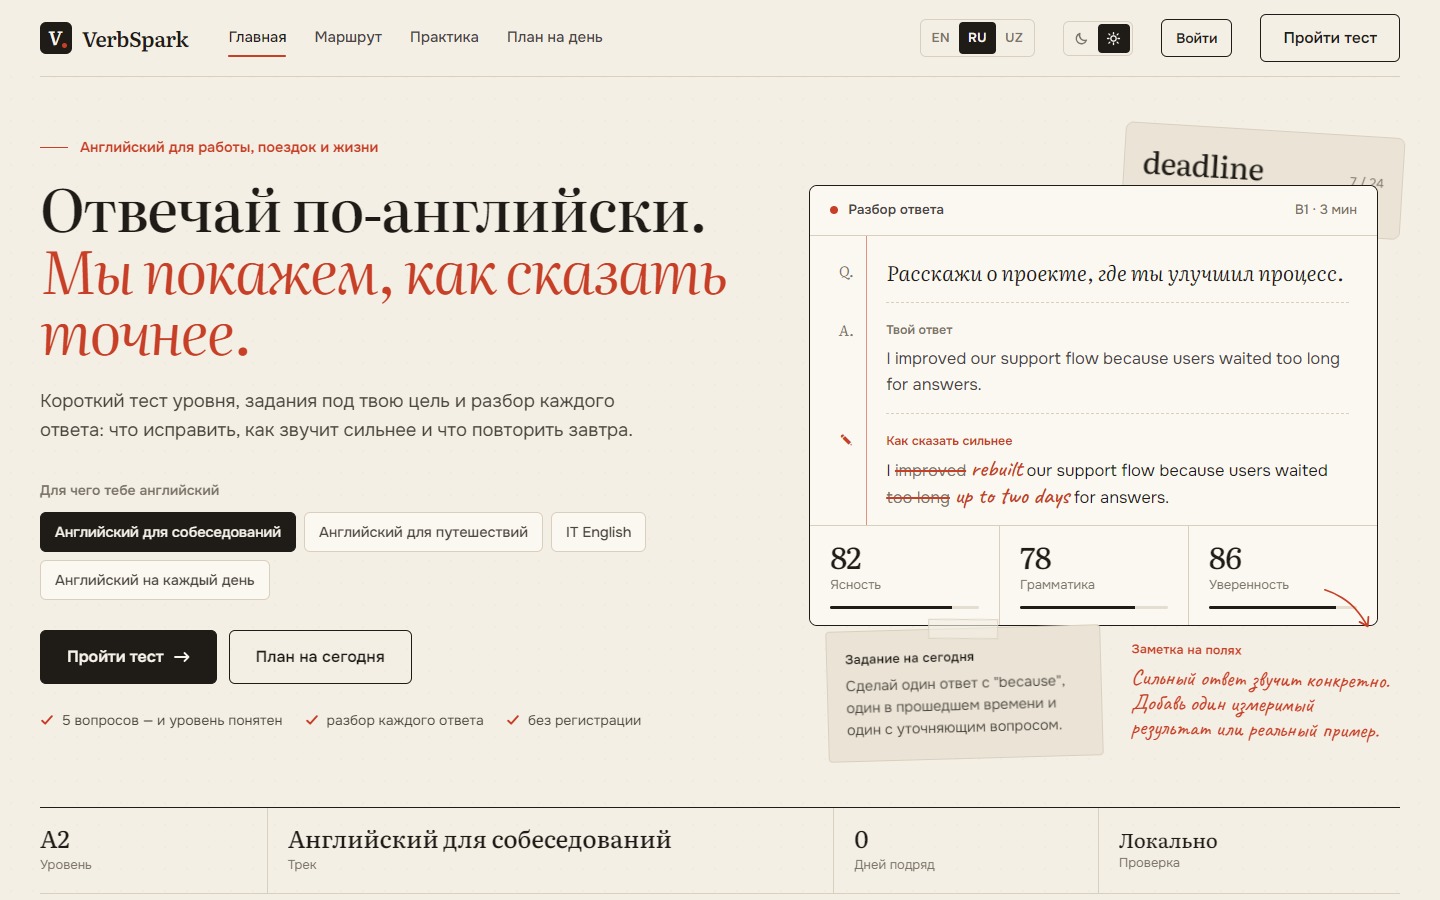 V. VerbSpark
Главная Маршрут Практика План на день
EN RU UZ
Войти
Пройти тест
Английский для работы, поездок и жизни
Отвечай по-английски.
Мы покажем, как сказать
точнее.
Короткий тест уровня, задания под твою цель и разбор каждого
ответа: что исправить, как звучит сильнее и что повторить завтра.
Для чего тебе английский
Английский для собеседований
Английский для путешествий
IT English
Английский на каждый день
Пройти тест →
План на сегодня
5 вопросов — и уровень понятен
разбор каждого ответа
без регистрации
deadline
7 / 24
Разбор ответа
B1 · 3 мин
Q.
Расскажи о проекте, где ты улучшил процесс.
A.
Твой ответ
I improved our support flow because users waited too long
for answers.
Как сказать сильнее
I improved rebuilt our support flow because users waited
too long up to two days for answers.
82
Ясность
78
Грамматика
86
Уверенность
Задание на сегодня
Сделай один ответ с "because",
один в прошедшем времени и
один с уточняющим вопросом.
Заметка на полях
Сильный ответ звучит конкретно.
Добавь один измеримый
результат или реальный пример.
A2
Уровень
Английский для собеседований
Трек
0
Дней подряд
Локально
Проверка